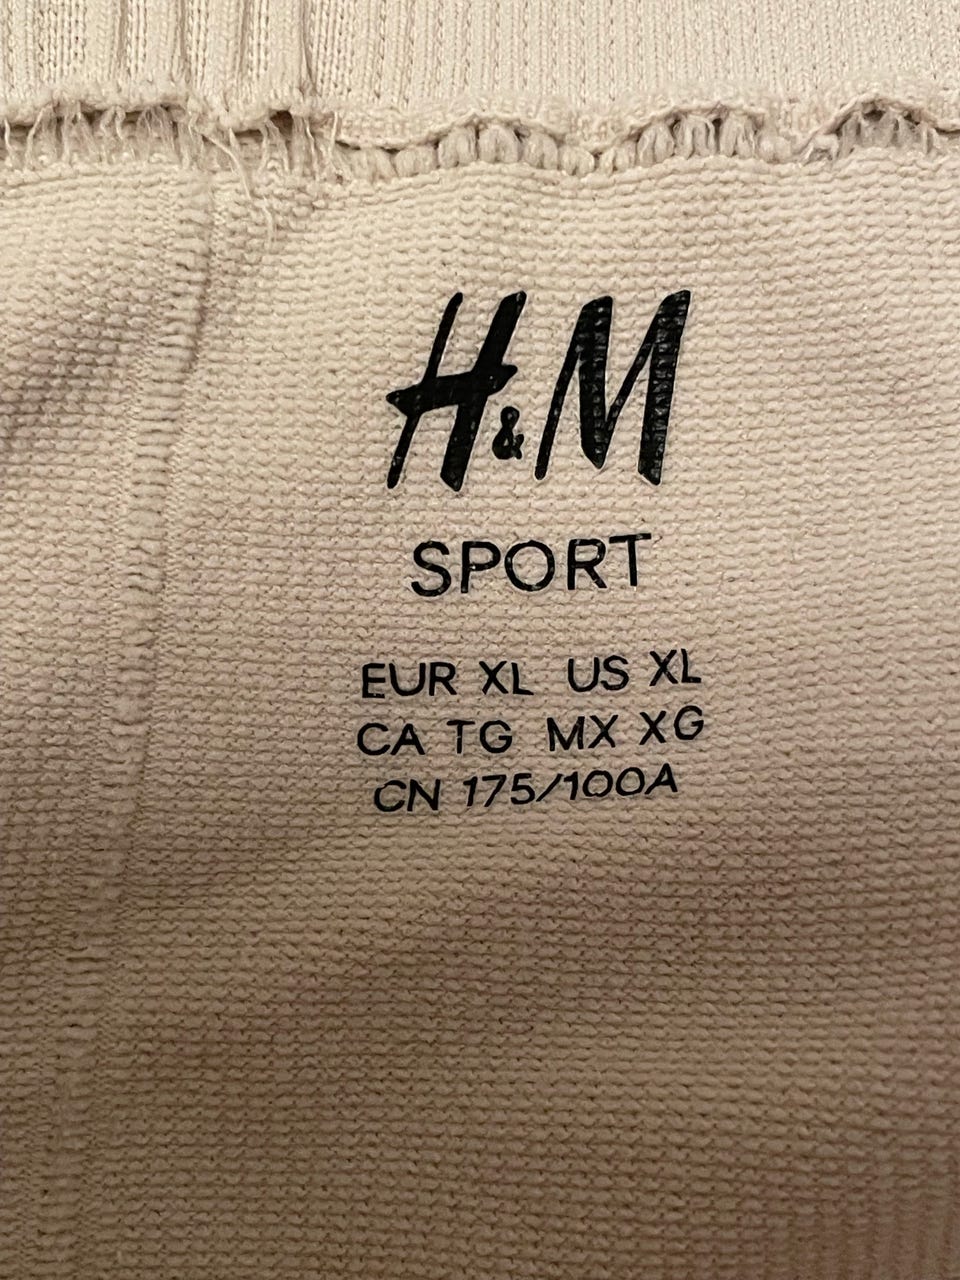 H&M
SPORT
EUR XL US XL
CA TG MX XG
CN 175/100A